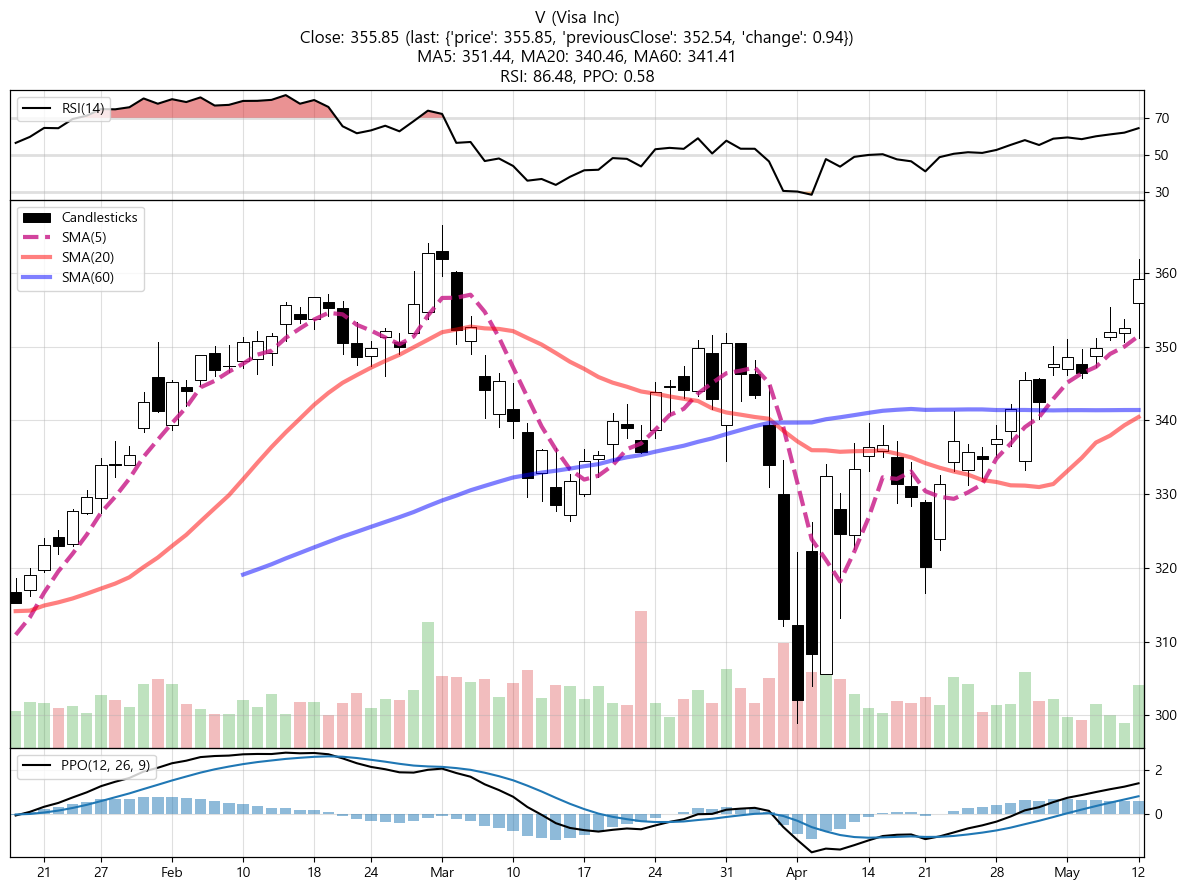 V (Visa Inc)
Close: 355.85 (last: {'price': 355.85, 'previousClose': 352.54, 'change': 0.94})
MA5: 351.44, MA20: 340.46, MA60: 341.41
RSI: 86.48, PPO: 0.58
RSI(14)
70
50
30
Candlesticks
SMA(5)
SMA(20)
SMA(60)
360
350
340
330
320
310
300
PPO(12, 26, 9)
2
0
21 27 Feb 10 18 24 Mar 10 17 24 31 Apr 14 21 28 May 12